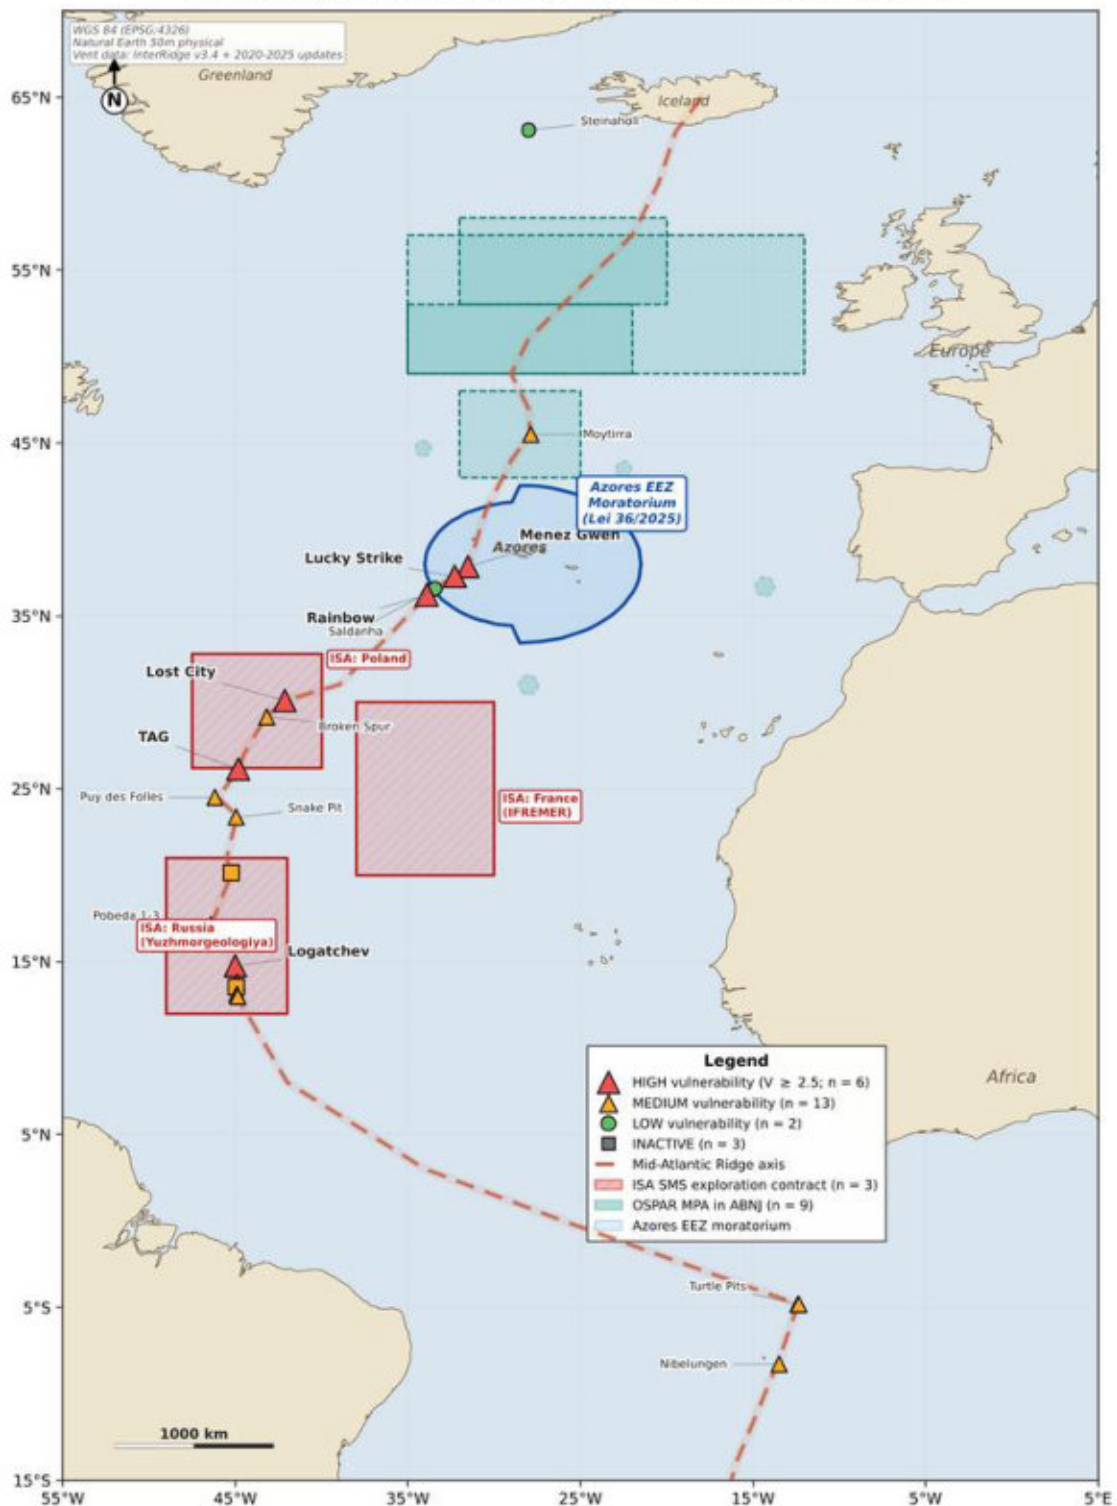 WGS 84 (EPSG:4326)
Natural Earth 50m physical
Vent data: InterRidge v3.4 + 2020-2025 updates
N
Greenland
Iceland
Steinahóll
65°N
55°N
Europe
45°N
Moytirra
Azores EEZ
Moratorium
(Lei 36/2025)
Menez Gwen
Azores
Lucky Strike
35°N
Rainbow
Saldanha
ISA: Poland
Lost City
Broken Spur
TAG
25°N
Puy des Folles
Snake Pit
ISA: France
(IFREMER)
Pobeda 1-3
ISA: Russia
(Yuzhmorgeologiya)
Logatchev
15°N
Legend
HIGH vulnerability (V ≥ 2.5; n = 6)
MEDIUM vulnerability (n = 13)
LOW vulnerability (n = 2)
INACTIVE (n = 3)
Mid-Atlantic Ridge axis
ISA SMS exploration contract (n = 3)
OSPAR MPA in ABNJ (n = 9)
Azores EEZ moratorium
Africa
5°N
5°S
Turtle Pits
Nibelungen
1000 km
15°S
55°W
45°W
35°W
25°W
15°W
5°W
5°E